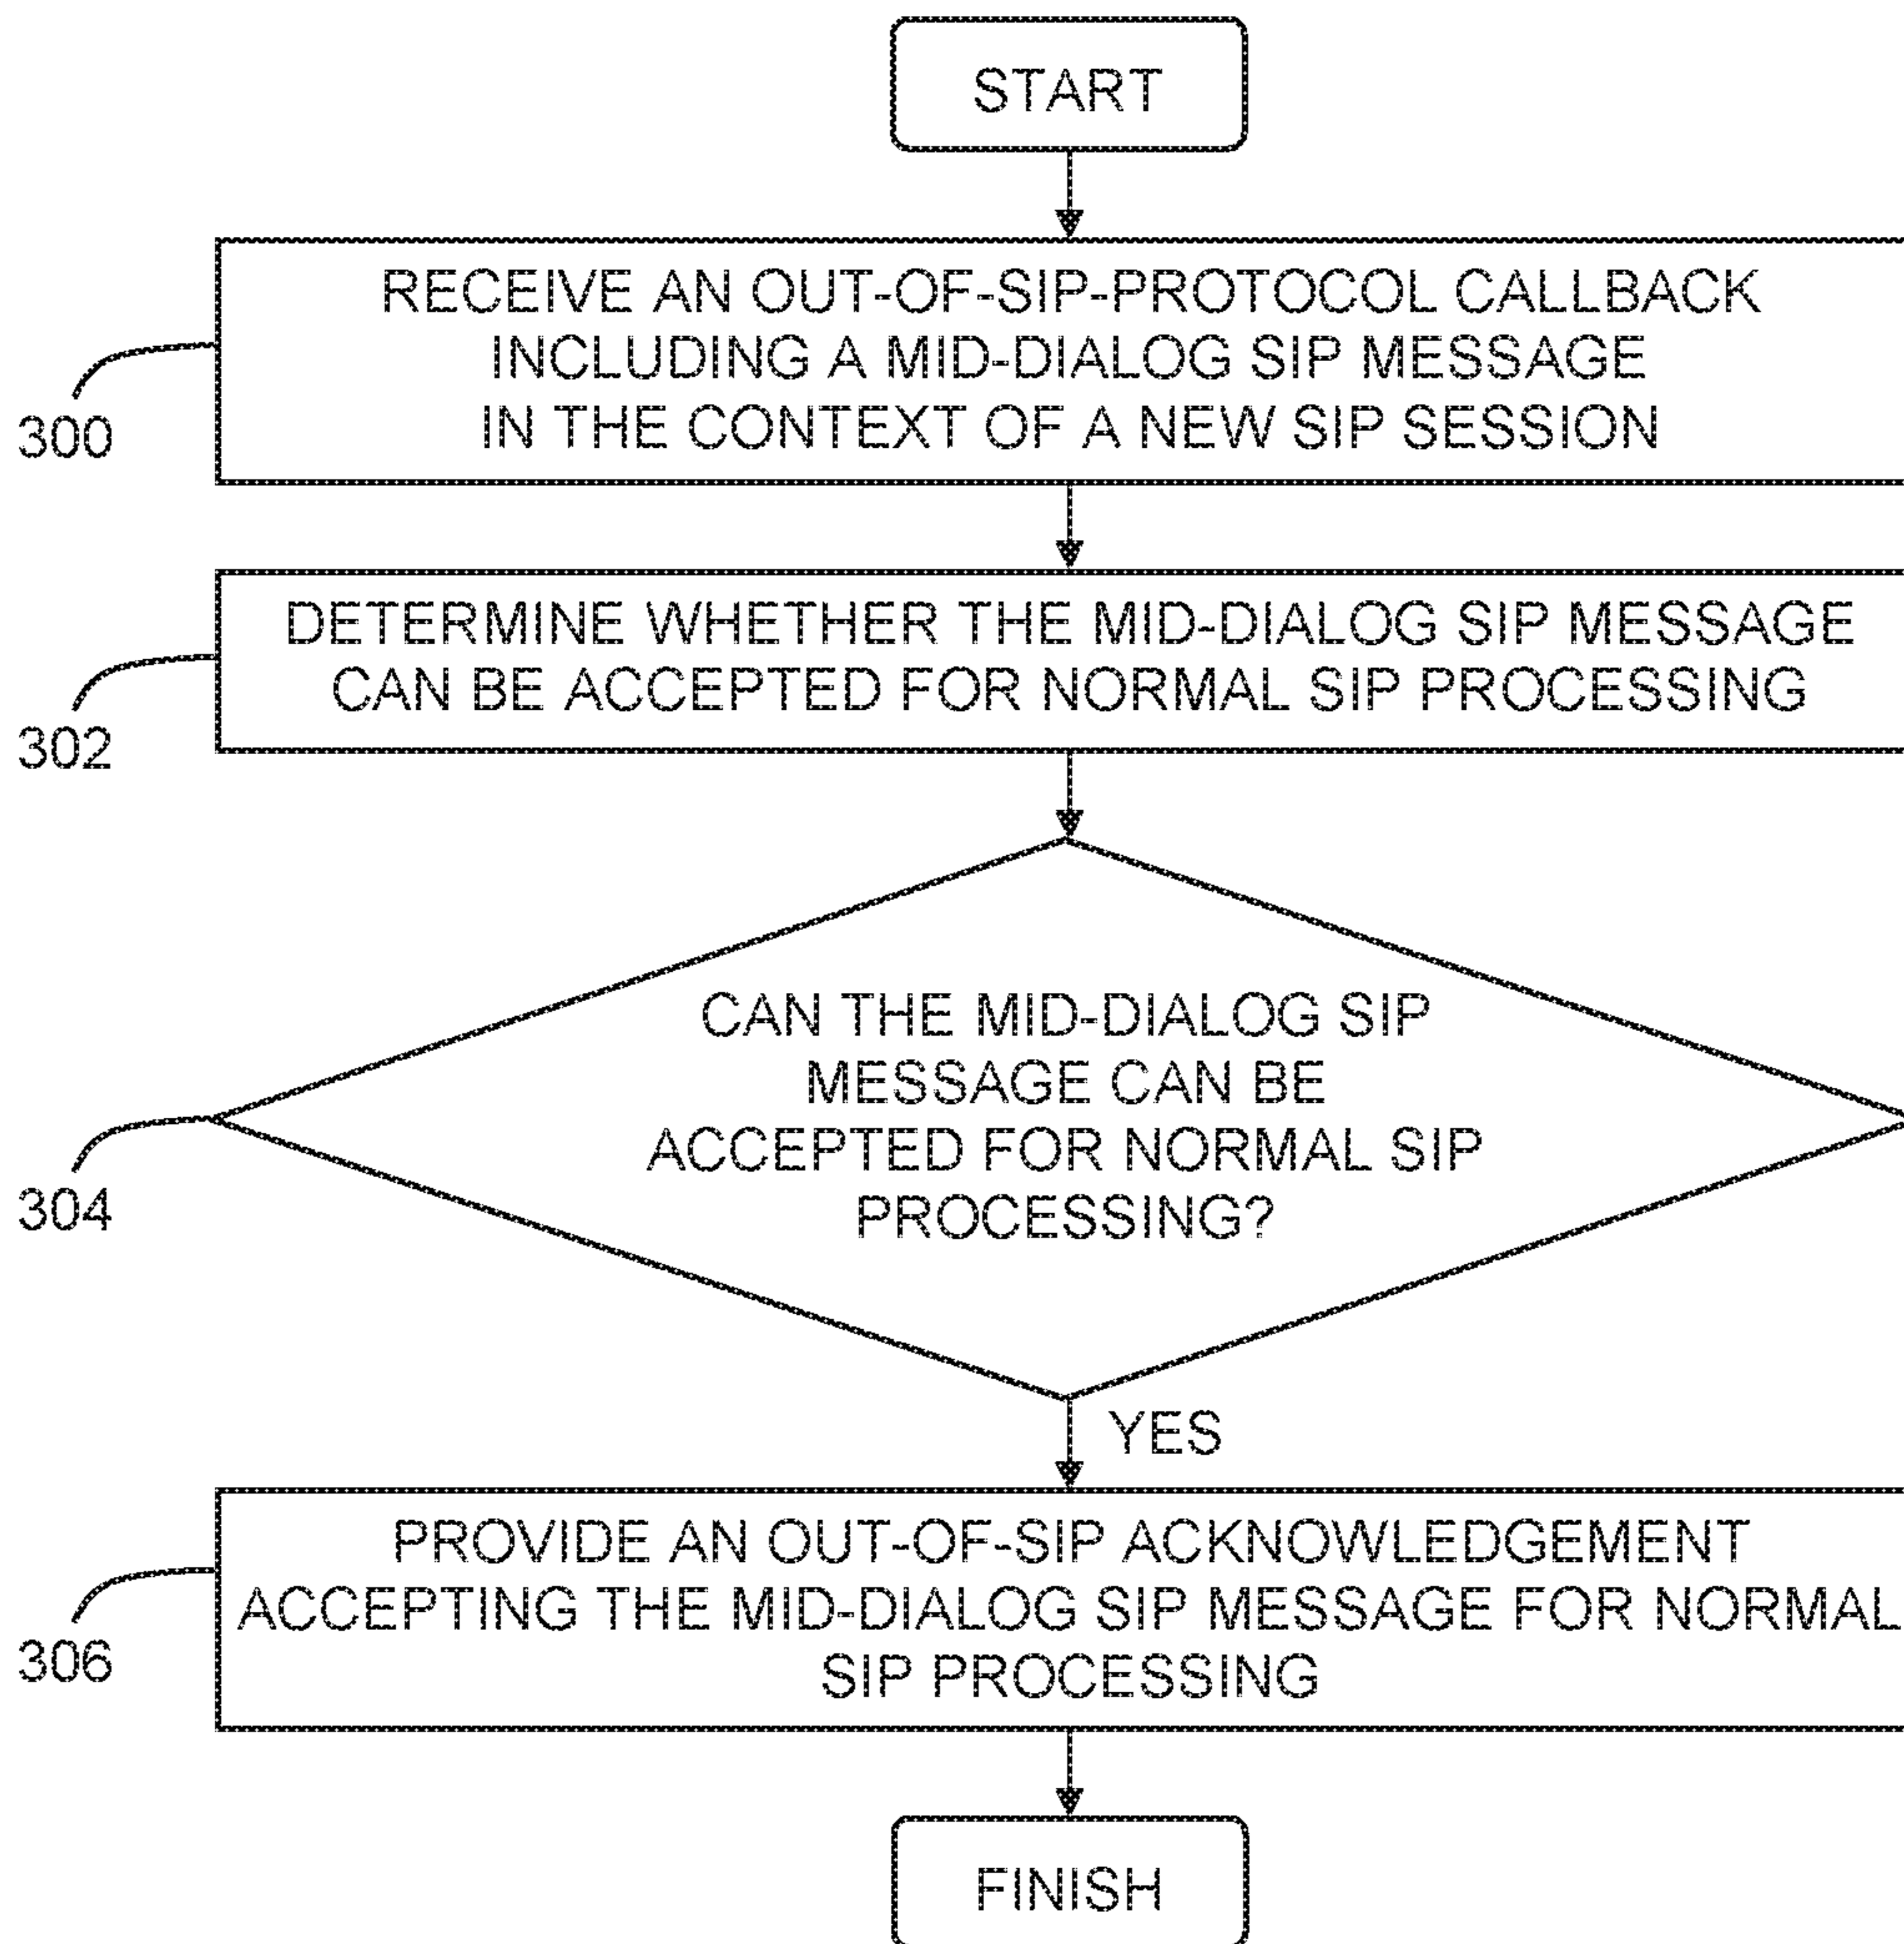 START
RECEIVE AN OUT-OF-SIP-PROTOCOL CALLBACK
INCLUDING A MID-DIALOG SIP MESSAGE
IN THE CONTEXT OF A NEW SIP SESSION
300
DETERMINE WHETHER THE MID-DIALOG SIP MESSAGE
CAN BE ACCEPTED FOR NORMAL SIP PROCESSING
302
CAN THE MID-DIALOG SIP
MESSAGE CAN BE
ACCEPTED FOR NORMAL SIP
PROCESSING?
304
YES
PROVIDE AN OUT-OF-SIP ACKNOWLEDGEMENT
ACCEPTING THE MID-DIALOG SIP MESSAGE FOR NORMAL
SIP PROCESSING
306
FINISH